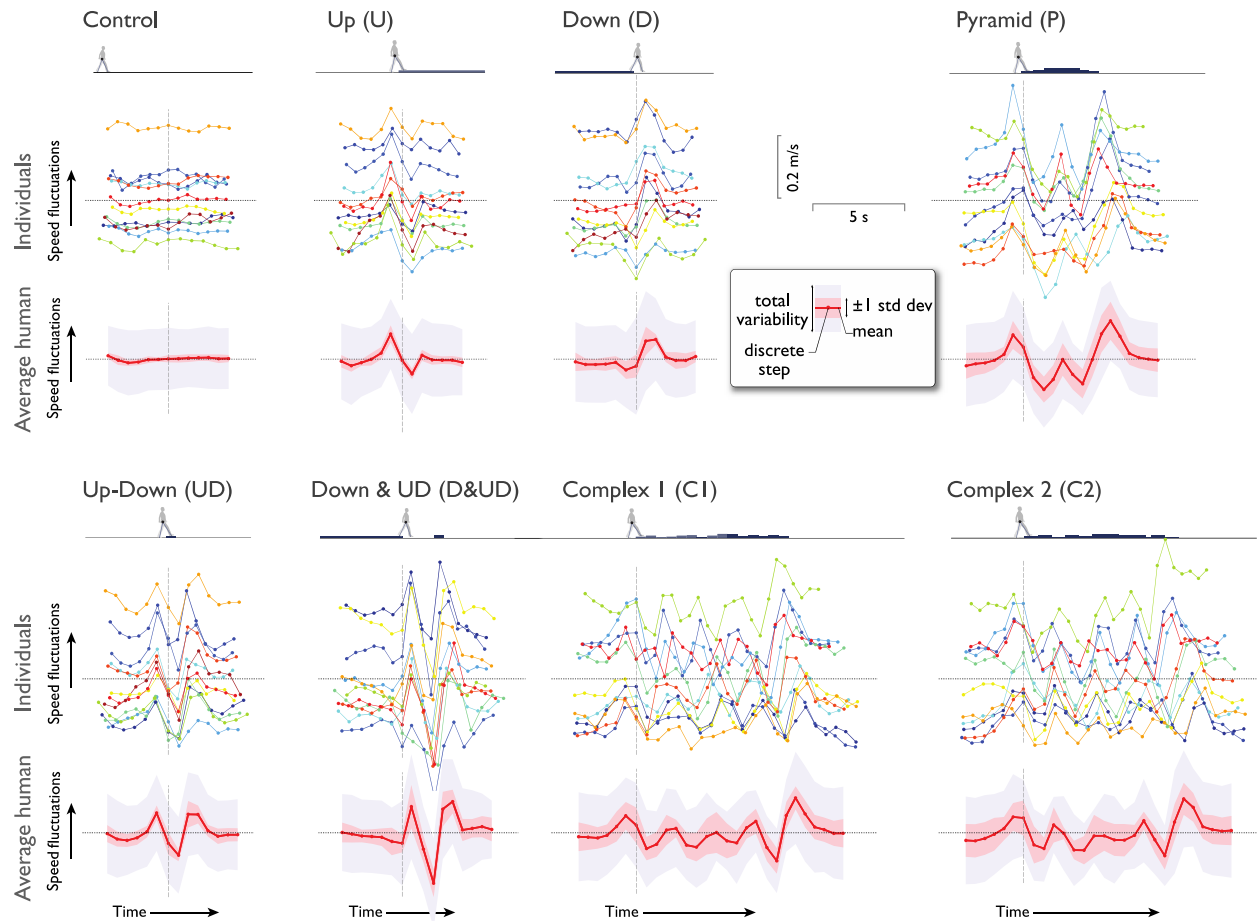 Control
Up (U)
Down (D)
Pyramid (P)
Individuals
Speed fluctuations
0.2 m/s
5 s
Average human
Speed fluctuations
total
variability
±1 std dev
mean
discrete
step
Up-Down (UD)
Down & UD (D&UD)
Complex 1 (C1)
Complex 2 (C2)
Individuals
Speed fluctuations
Average human
Speed fluctuations
Time
Time
Time
Time